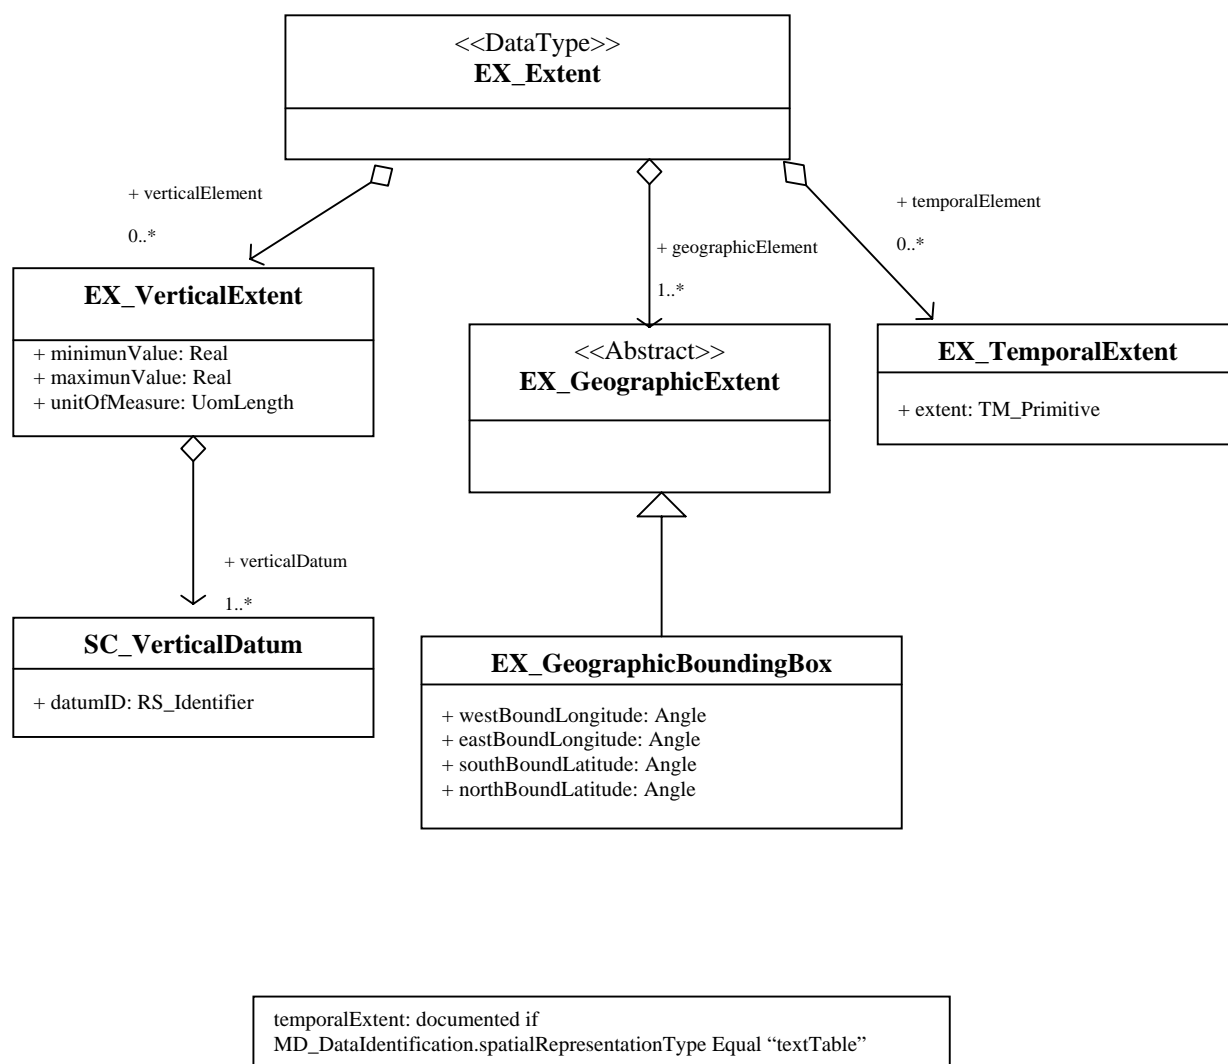 <<DataType>>
EX_Extent
+ verticalElement
0..*
+ geographicElement
1..*
+ temporalElement
0..*
EX_VerticalExtent
+ minimunValue: Real
+ maximunValue: Real
+ unitOfMeasure: UomLength
<<Abstract>>
EX_GeographicExtent
EX_TemporalExtent
+ extent: TM_Primitive
+ verticalDatum
1..*
SC_VerticalDatum
+ datumID: RS_Identifier
EX_GeographicBoundingBox
+ westBoundLongitude: Angle
+ eastBoundLongitude: Angle
+ southBoundLatitude: Angle
+ northBoundLatitude: Angle
temporalExtent: documented if
MD_DataIdentification.spatialRepresentationType Equal “textTable”